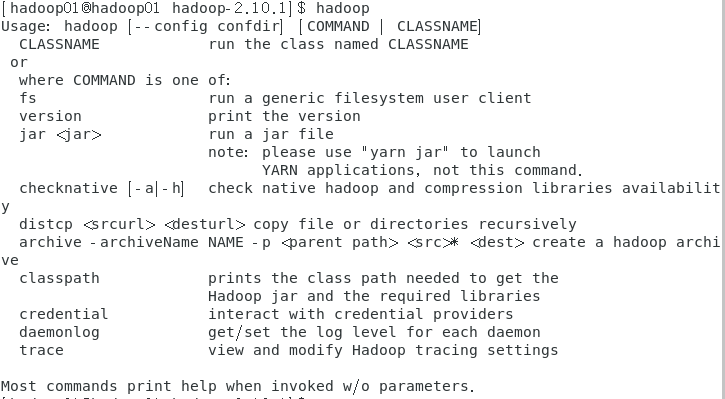 [hadoop01@hadoop01 hadoop-2.10.1]$ hadoop
Usage: hadoop [--config confdir] [COMMAND | CLASSNAME]
  CLASSNAME            run the class named CLASSNAME
 or
  where COMMAND is one of:
  fs                   run a generic filesystem user client
  version              print the version
  jar <jar>            run a jar file
                       note: please use "yarn jar" to launch
                             YARN applications, not this command.
  checknative [-a|-h]  check native hadoop and compression libraries availabilit
y
  distcp <srcurl> <desturl> copy file or directories recursively
  archive -archiveName NAME -p <parent path> <src>* <dest> create a hadoop archi
ve
  classpath            prints the class path needed to get the
                       Hadoop jar and the required libraries
  credential           interact with credential providers
  daemonlog            get/set the log level for each daemon
  trace                view and modify Hadoop tracing settings

Most commands print help when invoked w/o parameters.